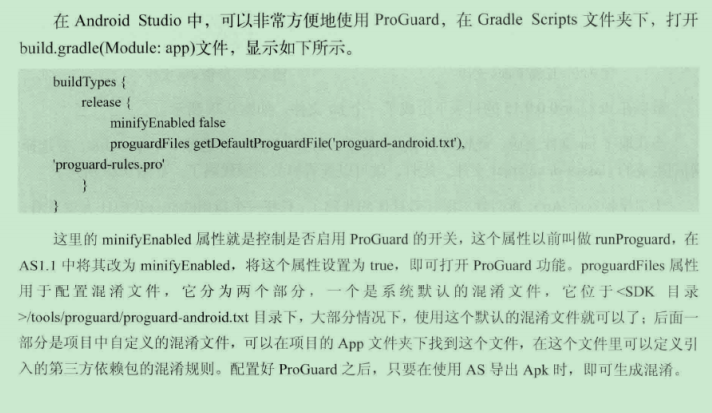 在 Android Studio 中，可以非常方便地使用 ProGuard，在 Gradle Scripts 文件夹下，打开
build.gradle(Module: app)文件，显示如下所示。
buildTypes {
release {
minifyEnabled false
proguardFiles getDefaultProguardFile('proguard-android.txt'),
'proguard-rules.pro'
}
}
这里的 minifyEnabled 属性就是控制是否启用 ProGuard 的开关，这个属性以前叫做 runProguard，在
AS1.1 中将其改为 minifyEnabled，将这个属性设置为 true，即可打开 ProGuard 功能。proguardFiles 属性
用于配置混淆文件，它分为两个部分，一个是系统默认的混淆文件，它位于<SDK 目录
>/tools/proguard/proguard-android.txt 目录下，大部分情况下，使用这个默认的混淆文件就可以了；后面一
部分是项目中自定义的混淆文件，可以在项目的 App 文件夹下找到这个文件，在这个文件里可以定义引
入的第三方依赖包的混淆规则。配置好 ProGuard 之后，只要在使用 AS 导出 Apk 时，即可生成混淆。